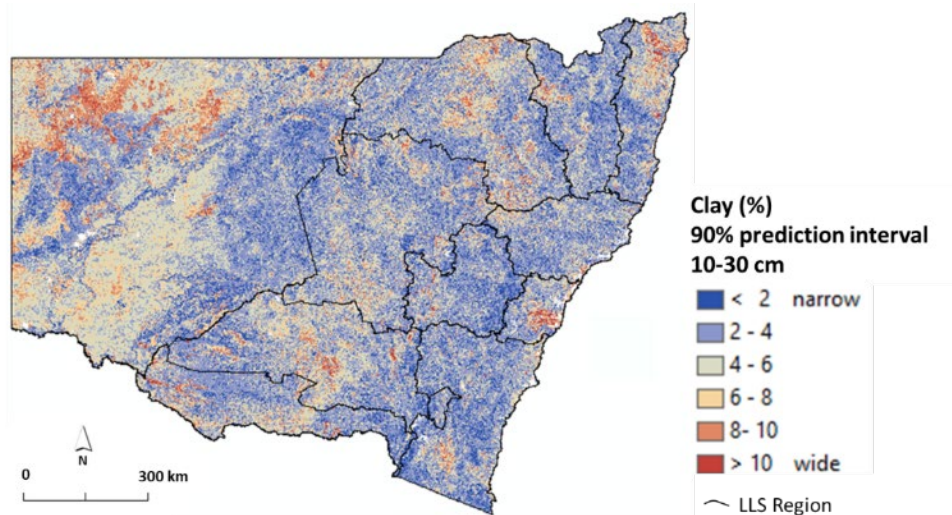 Clay (%)
90% prediction interval
10-30 cm
< 2 narrow
2 - 4
4 - 6
6 - 8
8- 10
> 10 wide
LLS Region
N
0 300 km